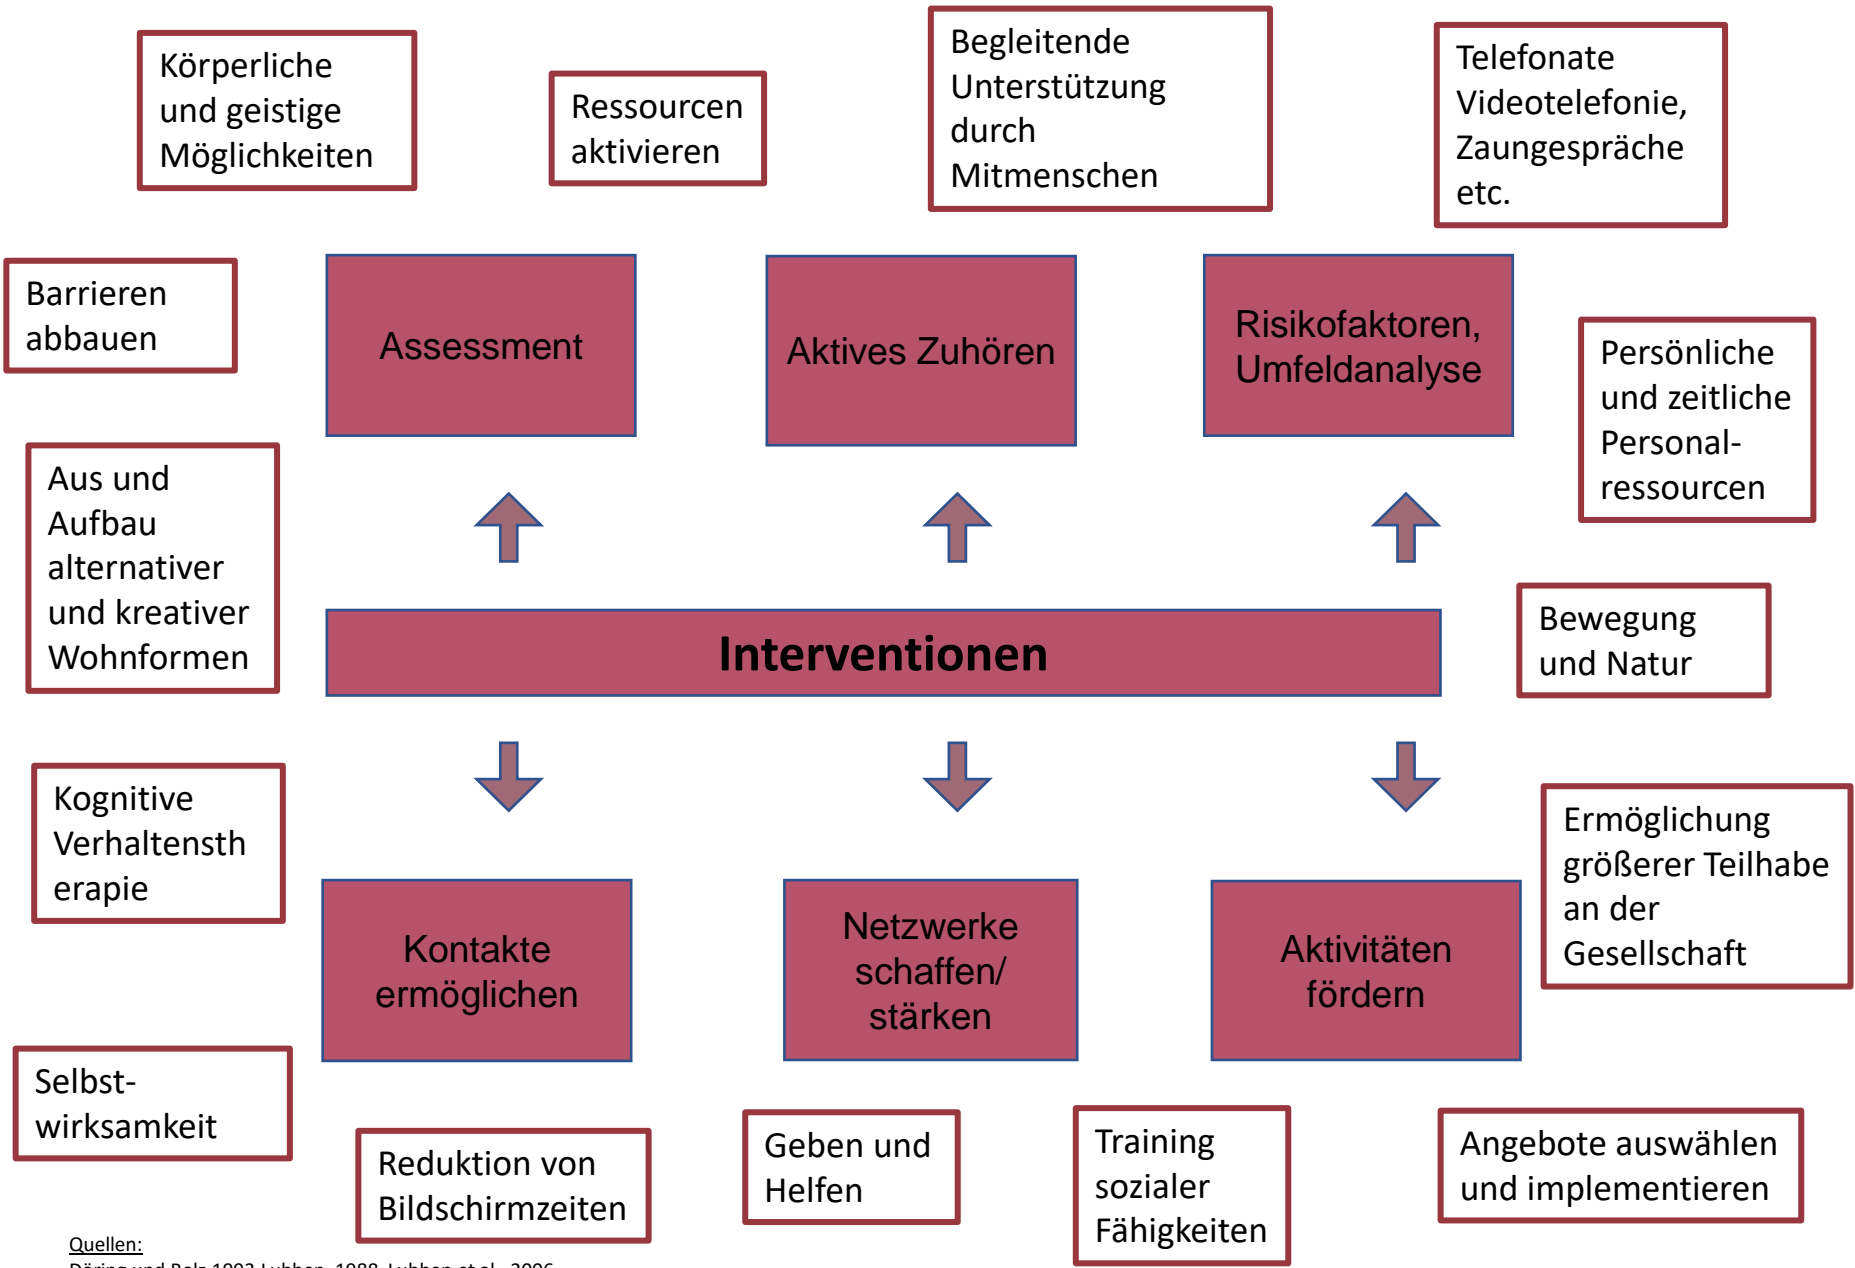 Körperliche
und geistige
Möglichkeiten
Ressourcen
aktivieren
Begleitende
Unterstützung
durch
Mitmenschen
Telefonate
Videotelefonie,
Zaungespräche
etc.
Barrieren
abbauen
Assessment
Aktives Zuhören
Risikofaktoren,
Umfeldanalyse
Persönliche
und zeitliche
Personal-
ressourcen
Aus und
Aufbau
alternativer
und kreativer
Wohnformen
Interventionen
Bewegung
und Natur
Kognitive
Verhaltensth
erapie
Kontakte
ermöglichen
Netzwerke
schaffen/
stärken
Aktivitäten
fördern
Ermöglichung
größerer Teilhabe
an der
Gesellschaft
Selbst-
wirksamkeit
Reduktion von
Bildschirmzeiten
Geben und
Helfen
Training
sozialer
Fähigkeiten
Angebote auswählen
und implementieren
Quellen: